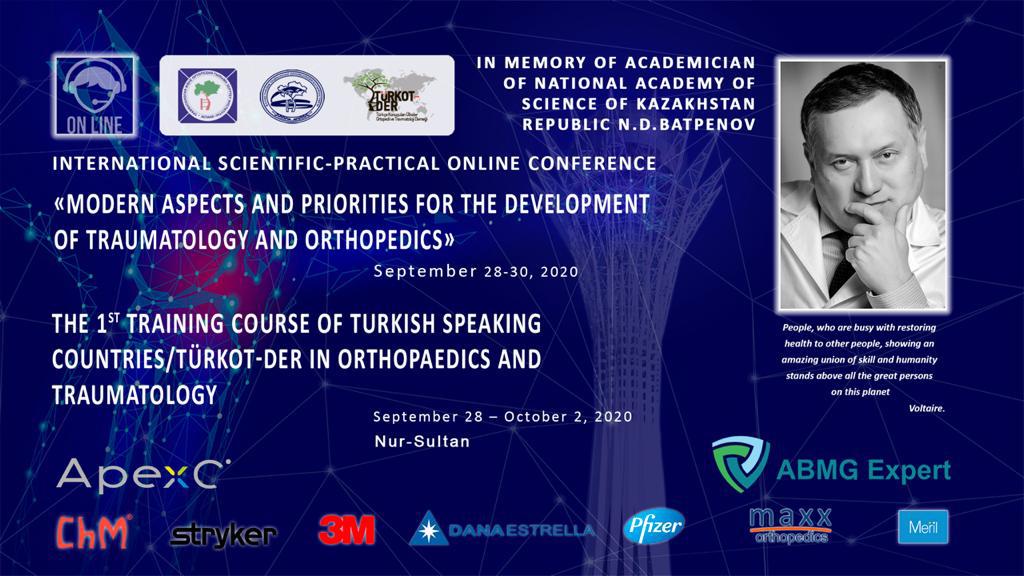 ON LINE
TÜRKOT
DER
IN MEMORY OF ACADEMICIAN
OF NATIONAL ACADEMY OF
SCIENCE OF KAZAKHSTAN
REPUBLIC N.D.BATPENOV
INTERNATIONAL SCIENTIFIC-PRACTICAL ONLINE CONFERENCE
«MODERN ASPECTS AND PRIORITIES FOR THE DEVELOPMENT
OF TRAUMATOLOGY AND ORTHOPEDICS»
September 28-30, 2020
THE 1ST TRAINING COURSE OF TURKISH SPEAKING
COUNTRIES/TÜRKOT-DER IN ORTHOPAEDICS AND
TRAUMATOLOGY
September 28 – October 2, 2020
Nur-Sultan
People, who are busy with restoring
health to other people, showing an
amazing union of skill and humanity
stands above all the great persons
on this planet
Voltaire.
ApexC
ABMG Expert
ChM®
stryker
3M
DANAESTRELLA
Pfizer
maxx
orthopedics
Meril